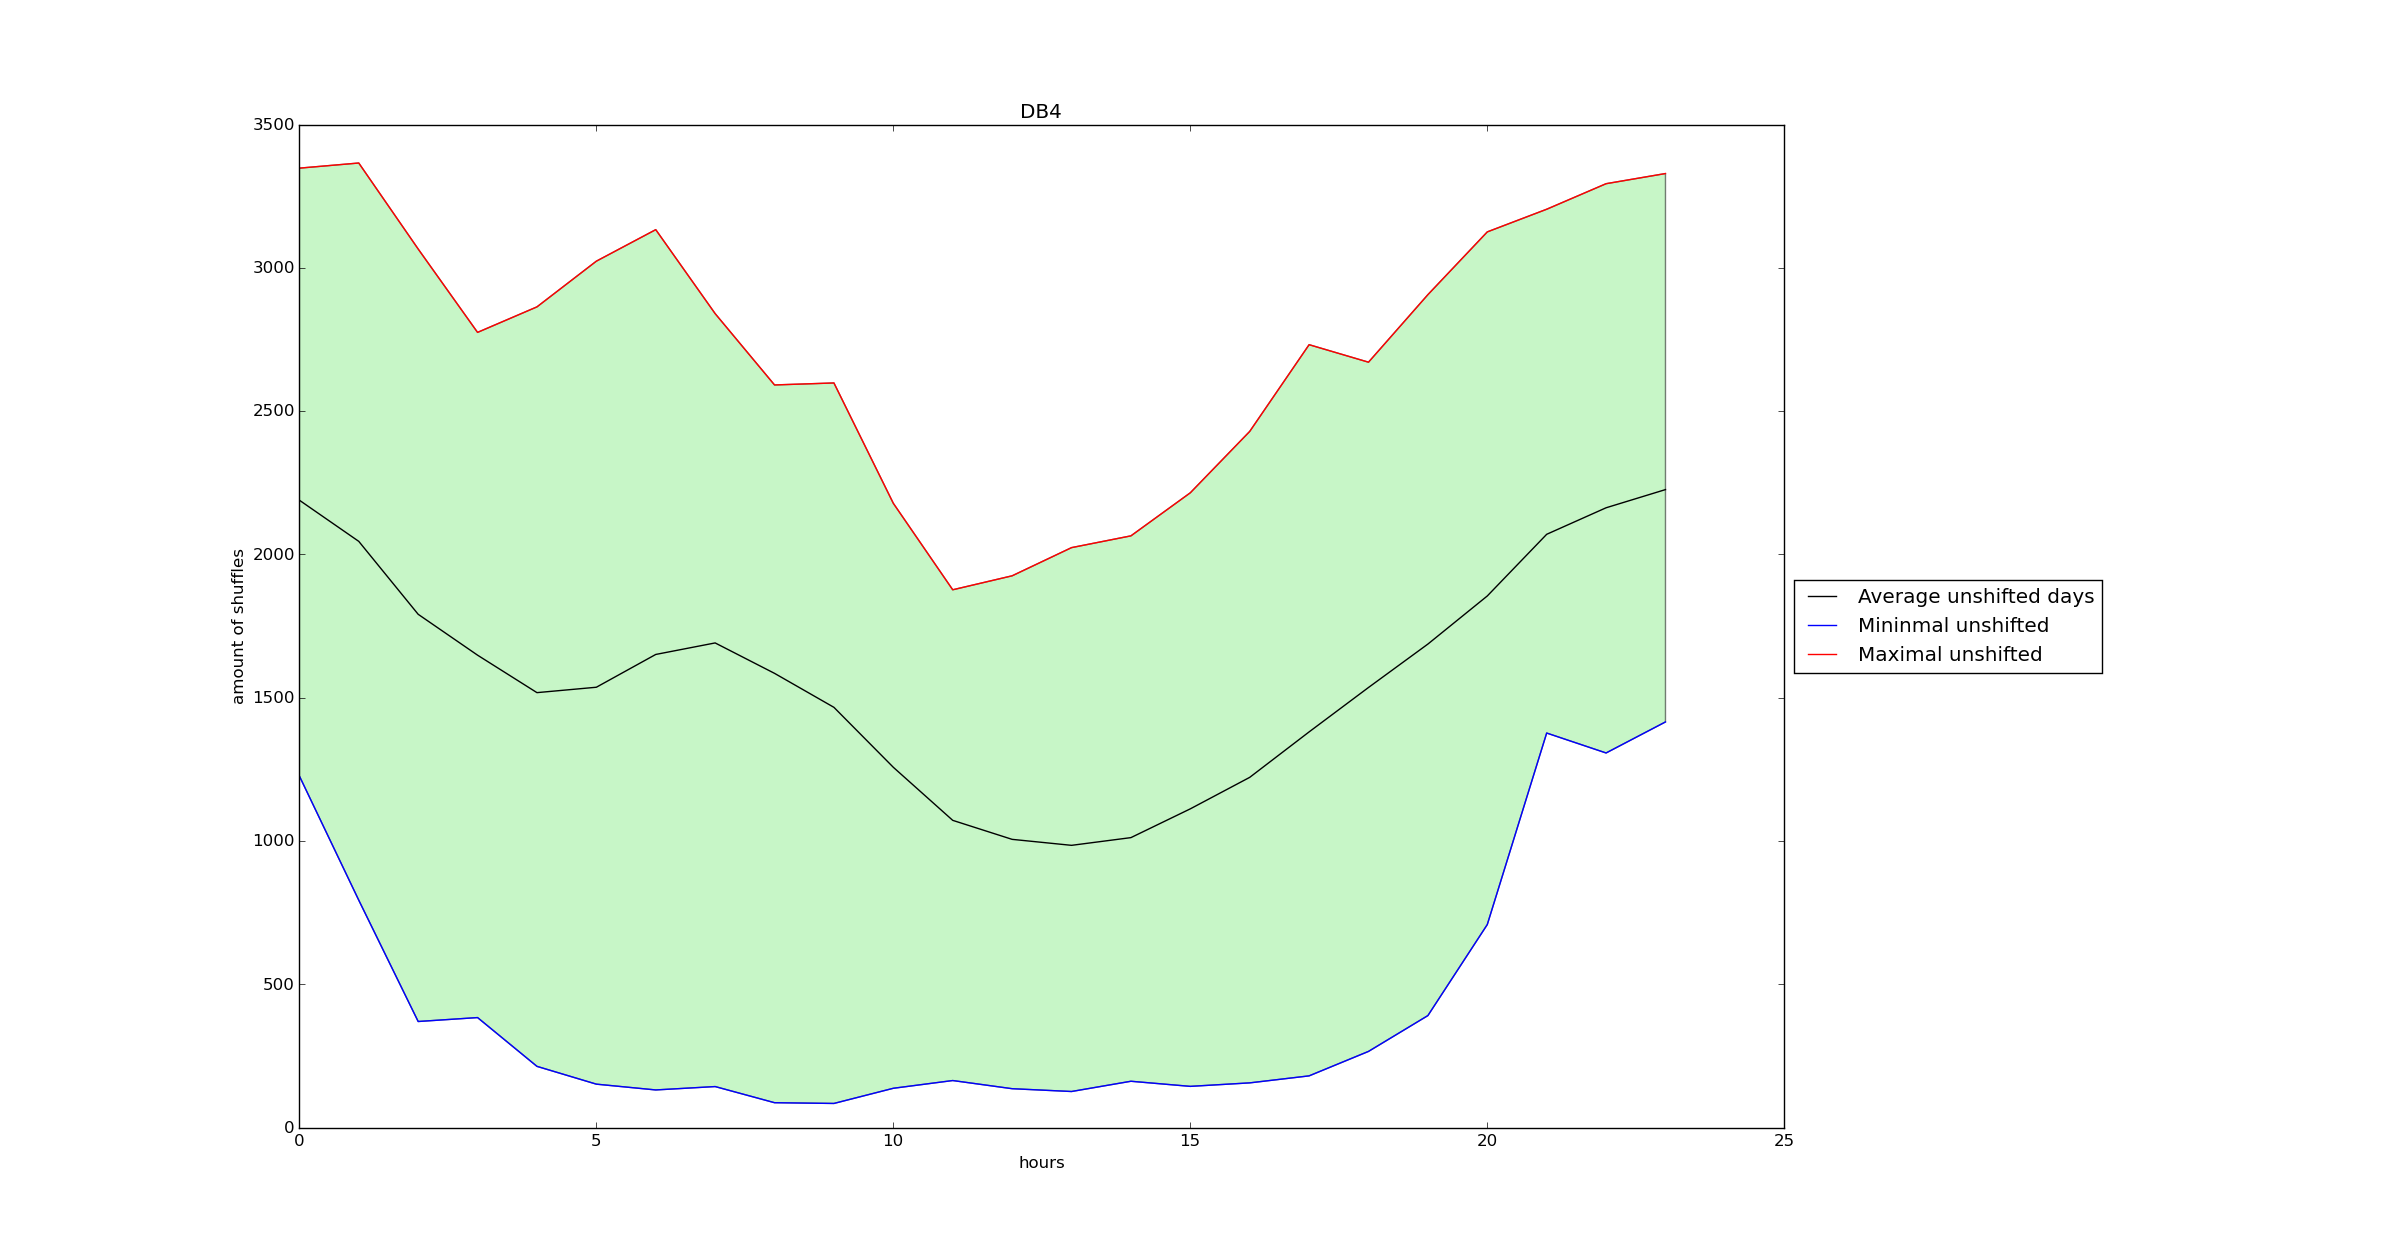 DB4
3500
3000
2500
2000
1500
1000
500
0
amount of shuffles
0 5 10 15 20 25
hours
Average unshifted days
Mininmal unshifted
Maximal unshifted